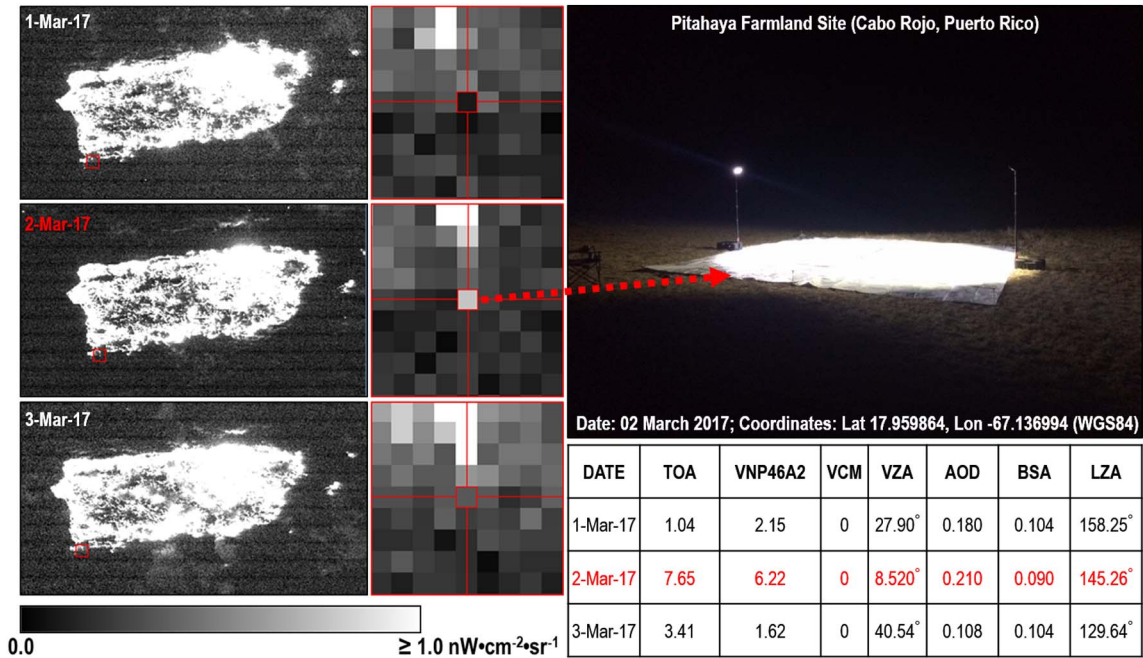 1-Mar-17
2-Mar-17
3-Mar-17
0.0 ≥ 1.0 nW•cm⁻²•sr⁻¹
Pitahaya Farmland Site (Cabo Rojo, Puerto Rico)
Date: 02 March 2017; Coordinates: Lat 17.959864, Lon -67.136994 (WGS84)
DATE TOA VNP46A2 VCM VZA AOD BSA LZA
1-Mar-17 1.04 2.15 0 27.90° 0.180 0.104 158.25°
2-Mar-17 7.65 6.22 0 8.520° 0.210 0.090 145.26°
3-Mar-17 3.41 1.62 0 40.54° 0.108 0.104 129.64°